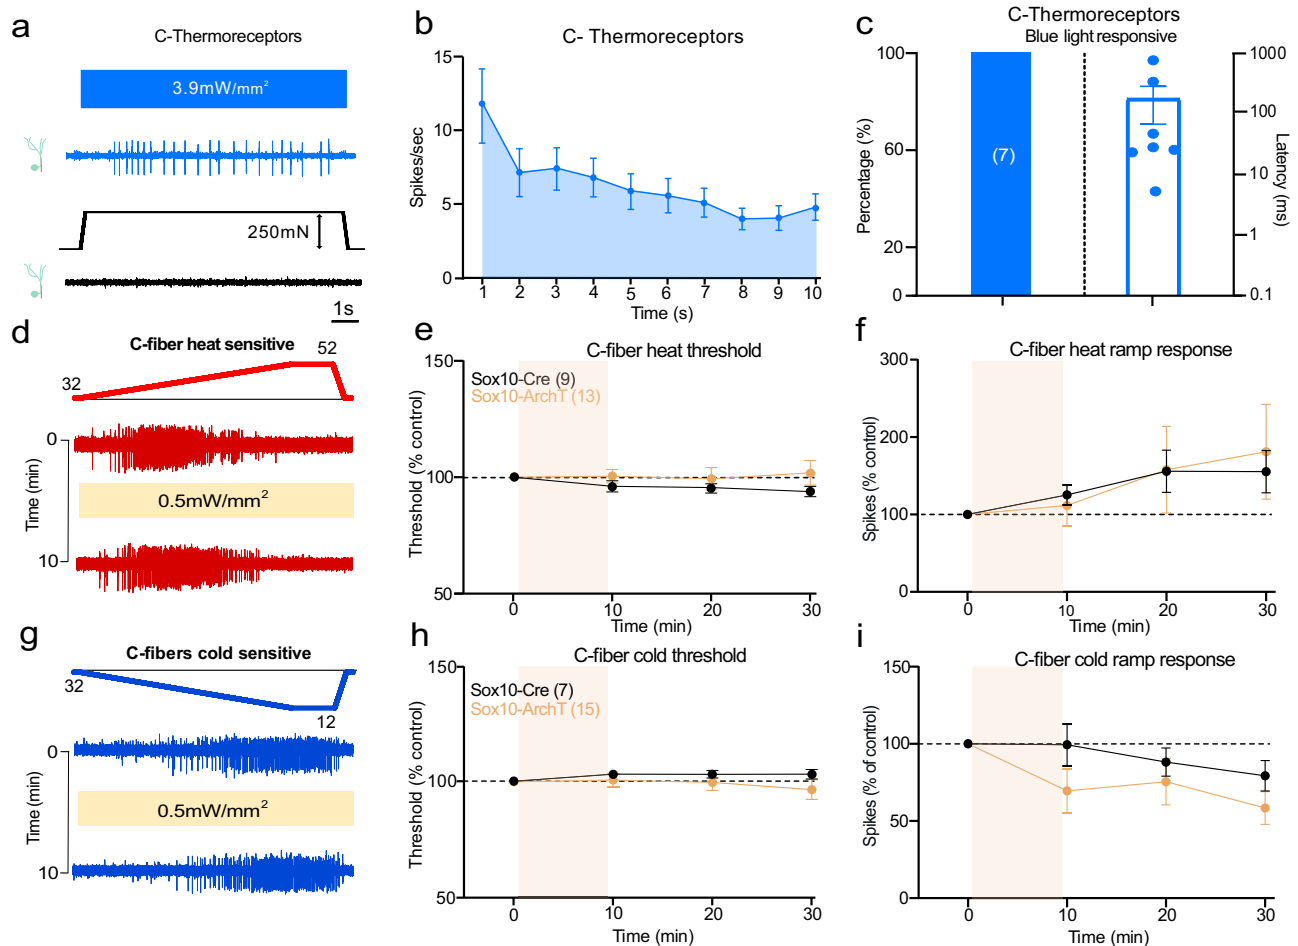 a
C-Thermoreceptors
3.9mW/mm²
250mN
1s
b
C- Thermoreceptors
Spikes/sec
15
10
5
0
1 2 3 4 5 6 7 8 9 10
Time (s)
c
C-Thermoreceptors
Blue light responsive
Percentage (%)
100
80
60
20
0
(7)
1000
100
10
1
0.1
Latency (ms)
d
C-fiber heat sensitive
32
52
Time (min)
0
0.5mW/mm²
10
e
C-fiber heat threshold
Sox10-Cre (9)
Sox10-ArchT (13)
Threshold (% control)
150
100
50
0 10 20 30
Time (min)
f
C-fiber heat ramp response
Spikes (% control)
300
200
150
100
0
0 10 20 30
Time (min)
g
C-fibers cold sensitive
32
12
Time (min)
0
0.5mW/mm²
10
h
C-fiber cold threshold
Sox10-Cre (7)
Sox10-ArchT (15)
Threshold (% control)
150
100
50
0 10 20 30
Time (min)
i
C-fiber cold ramp response
Spikes (% of control)
150
100
50
0
0 10 20 30
Time (min)